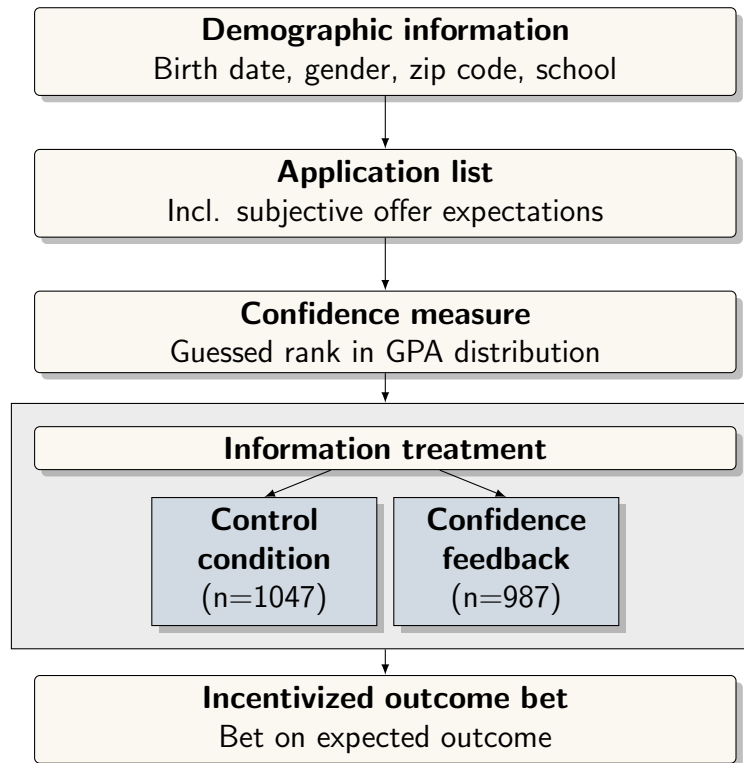 Demographic information
Birth date, gender, zip code, school
Application list
Incl. subjective offer expectations
Confidence measure
Guessed rank in GPA distribution
Information treatment
Control
condition
(n=1047)
Confidence
feedback
(n=987)
Incentivized outcome bet
Bet on expected outcome